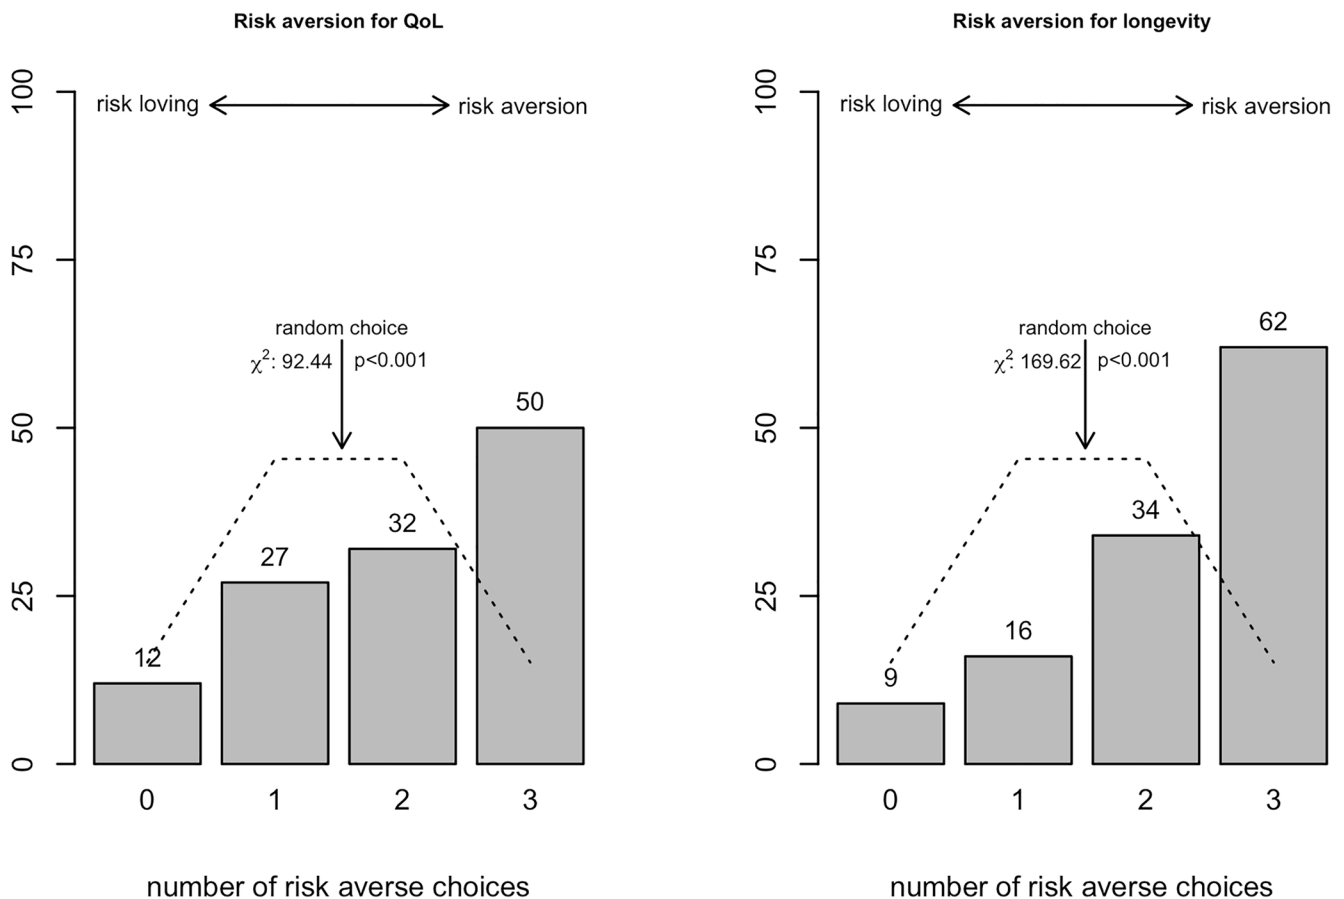 Risk aversion for QoL
100
75
50
25
0
risk loving
risk aversion
random choice
χ²: 92.44 p<0.001
12
27
32
50
0 1 2 3
number of risk averse choices
Risk aversion for longevity
100
75
50
25
0
risk loving
risk aversion
random choice
χ²: 169.62 p<0.001
9
16
34
62
0 1 2 3
number of risk averse choices